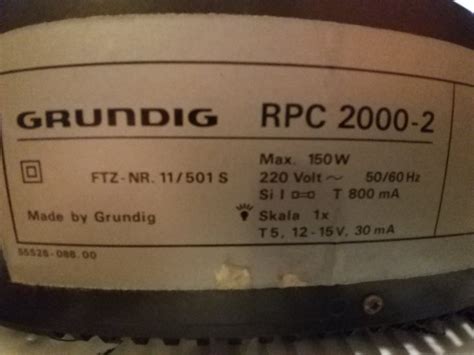 GRUNDIG RPC 2000-2
Max. 150W
FTZ-NR. 11/501 S 220 Volt ~ 50/60 Hz
Si I T 800 mA
Made by Grundig Skala 1x
T 5, 12-15V, 30 mA
55526-088.00